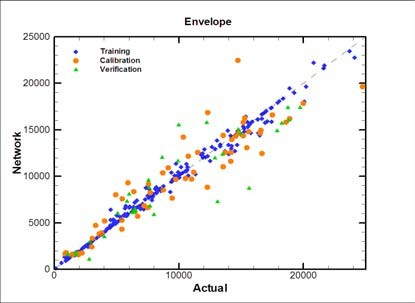 Envelope
25000
20000
15000
10000
5000
0
Training
Calibration
Verification
Network
0
10000
20000
Actual